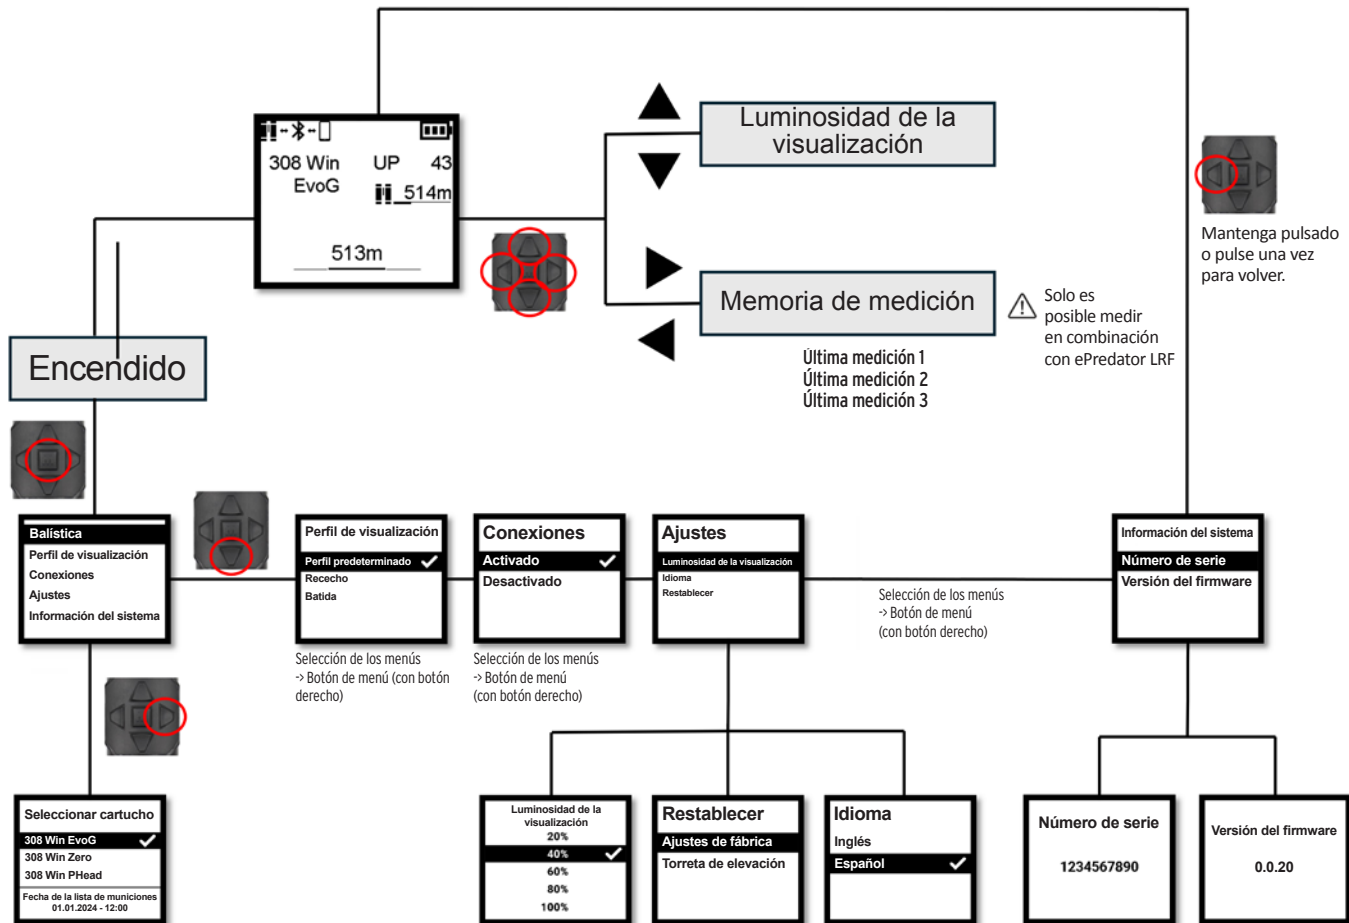 308 Win UP 43
EvoG 514m
513m
Luminosidad de la
visualización
Memoria de medición
Última medición 1
Última medición 2
Última medición 3
Solo es
posible medir
en combinación
con ePredator LRF
Mantenga pulsado
o pulse una vez
para volver.
Encendido
Balística
Perfil de visualización
Conexiones
Ajustes
Información del sistema
Perfil de visualización
Perfil predeterminado
Rececho
Batida
Selección de los menús
-> Botón de menú (con botón
derecho)
Conexiones
Activado
Desactivado
Selección de los menús
-> Botón de menú
(con botón derecho)
Ajustes
Luminosidad de la visualización
Idioma
Restablecer
Selección de los menús
-> Botón de menú
(con botón derecho)
Información del sistema
Número de serie
Versión del firmware
Seleccionar cartucho
308 Win EvoG
308 Win Zero
308 Win PHead
Fecha de la lista de municiones
01.01.2024 - 12:00
Luminosidad de la
visualización
20%
40%
60%
80%
100%
Restablecer
Ajustes de fábrica
Torreta de elevación
Idioma
Inglés
Español
Número de serie
1234567890
Versión del firmware
0.0.20